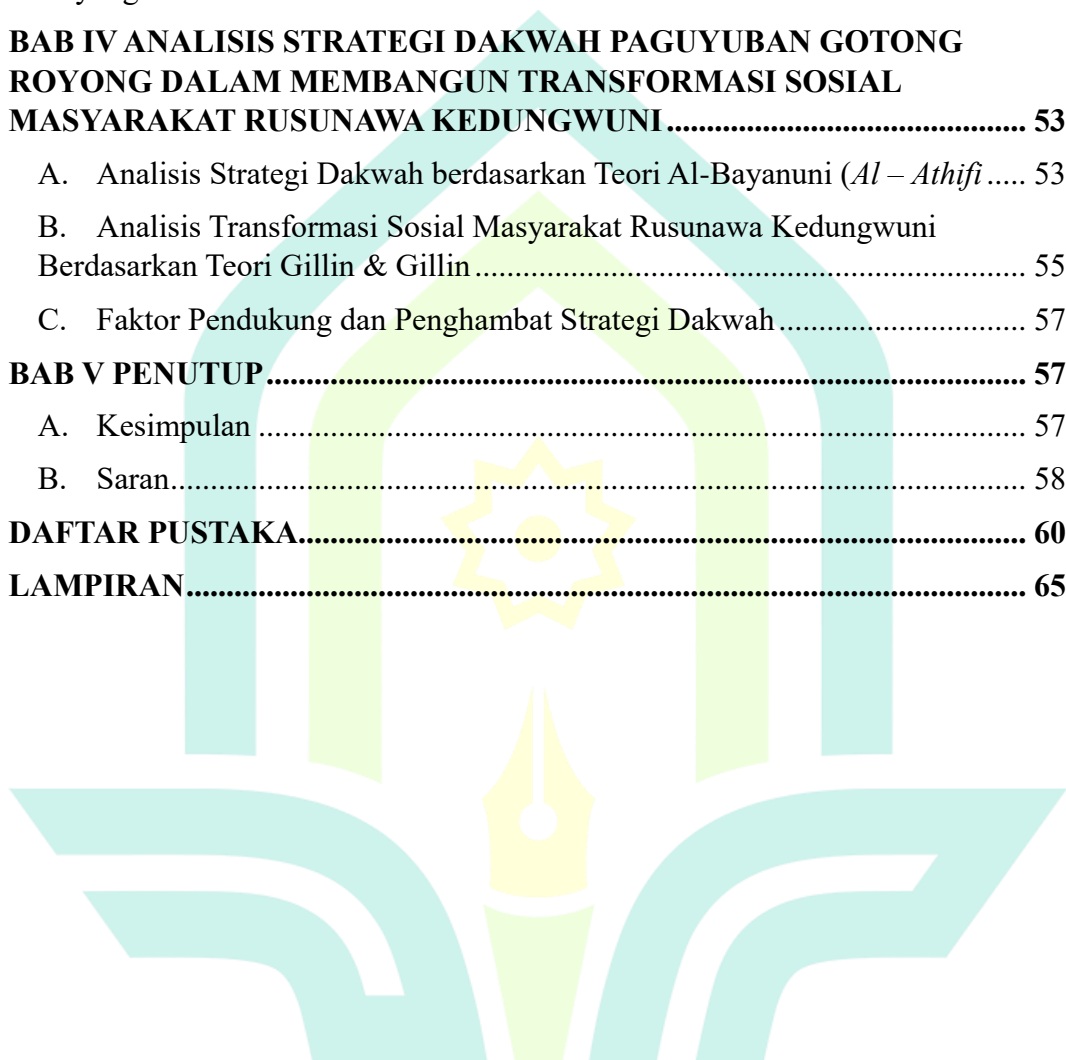 BAB IV ANALISIS STRATEGI DAKWAH PAGUYUBAN GOTONG
ROYONG DALAM MEMBANGUN TRANSFORMASI SOSIAL
MASYARAKAT RUSUNAWA KEDUNGWUNI.......................................... 53
A. Analisis Strategi Dakwah berdasarkan Teori Al-Bayanuni (Al – Athifi ..... 53
B. Analisis Transformasi Sosial Masyarakat Rusunawa Kedungwuni
Berdasarkan Teori Gillin & Gillin ..................................................................... 55
C. Faktor Pendukung dan Penghambat Strategi Dakwah............................... 57
BAB V PENUTUP............................................................................................ 57
A. Kesimpulan ................................................................................................ 57
B. Saran.......................................................................................................... 58
DAFTAR PUSTAKA........................................................................................ 60
LAMPIRAN...................................................................................................... 65